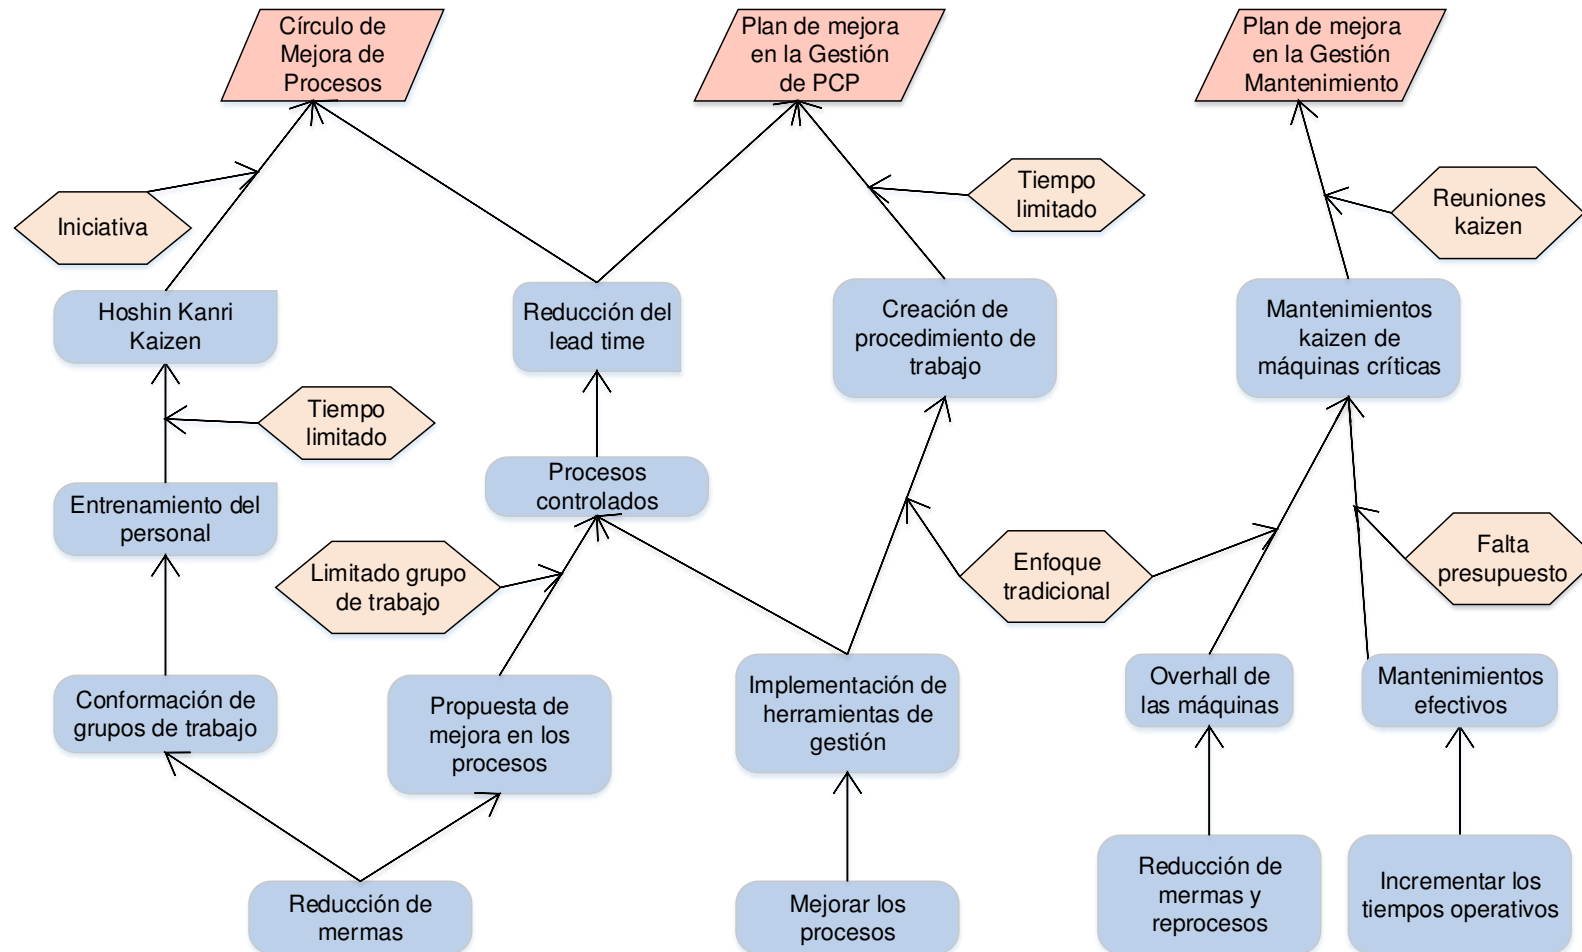 Círculo de
Mejora de
Procesos
Plan de mejora
en la Gestión
de PCP
Plan de mejora
en la Gestión
Mantenimiento
Iniciativa
Tiempo
limitado
Reuniones
kaizen
Hoshin Kanri
Kaizen
Reducción del
lead time
Creación de
procedimiento de
trabajo
Mantenimientos
kaizen de
máquinas críticas
Tiempo
limitado
Entrenamiento del
personal
Procesos
controlados
Limitado grupo
de trabajo
Enfoque
tradicional
Falta
presupuesto
Conformación de
grupos de trabajo
Propuesta de
mejora en los
procesos
Implementación de
herramientas de
gestión
Overhall de
las máquinas
Mantenimientos
efectivos
Reducción de
mermas
Mejorar los
procesos
Reducción de
mermas y
reprocesos
Incrementar los
tiempos operativos